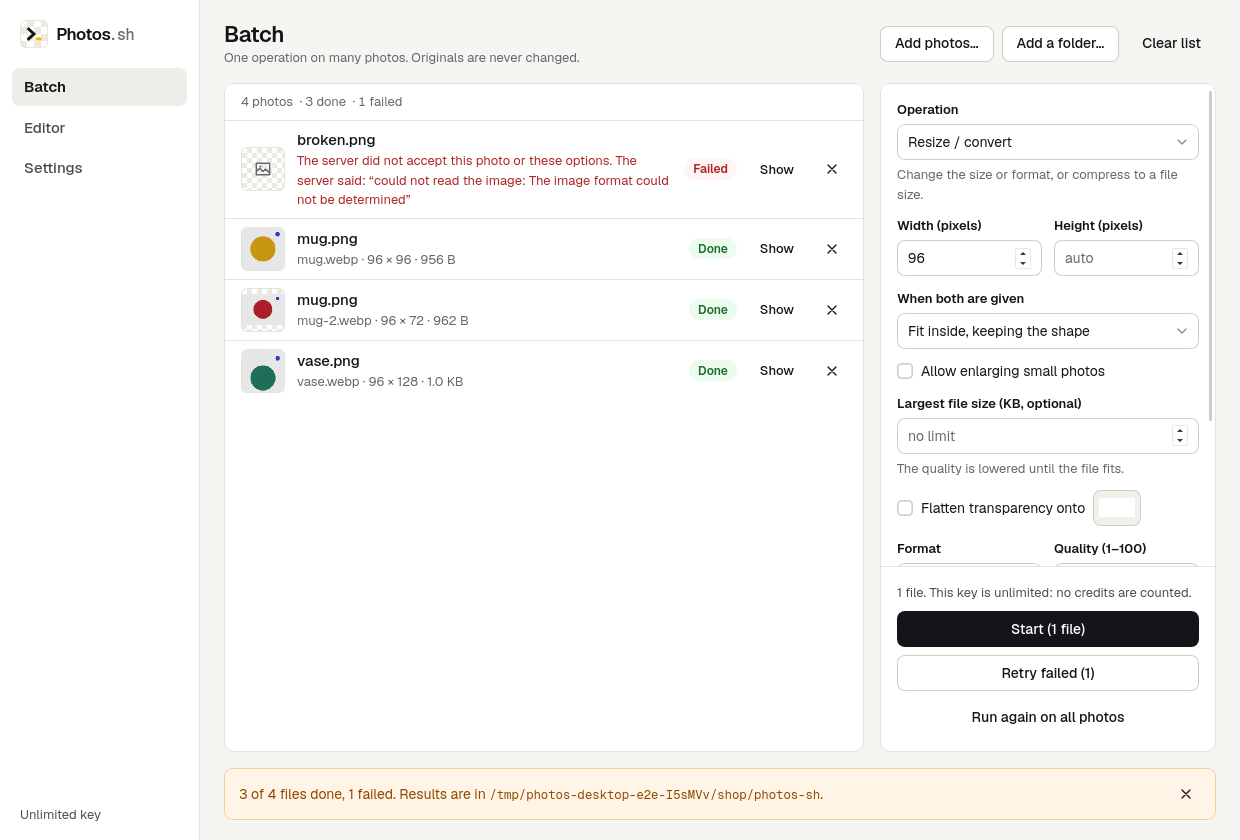 Photos.sh
Batch
Editor
Settings
Unlimited key
Batch
One operation on many photos. Originals are never changed.
Add photos…
Add a folder…
Clear list
4 photos · 3 done · 1 failed
broken.png
The server did not accept this photo or these options. The
server said: “could not read the image: The image format could
not be determined”
Failed
Show
mug.png
mug.webp · 96 × 96 · 956 B
Done
Show
mug.png
mug-2.webp · 96 × 72 · 962 B
Done
Show
vase.png
vase.webp · 96 × 128 · 1.0 KB
Done
Show
Operation
Resize / convert
Change the size or format, or compress to a file
size.
Width (pixels)
Height (pixels)
96
auto
When both are given
Fit inside, keeping the shape
Allow enlarging small photos
Largest file size (KB, optional)
no limit
The quality is lowered until the file fits.
Flatten transparency onto
Format
Quality (1–100)
1 file. This key is unlimited: no credits are counted.
Start (1 file)
Retry failed (1)
Run again on all photos
3 of 4 files done, 1 failed. Results are in /tmp/photos-desktop-e2e-I5sMVv/shop/photos-sh.